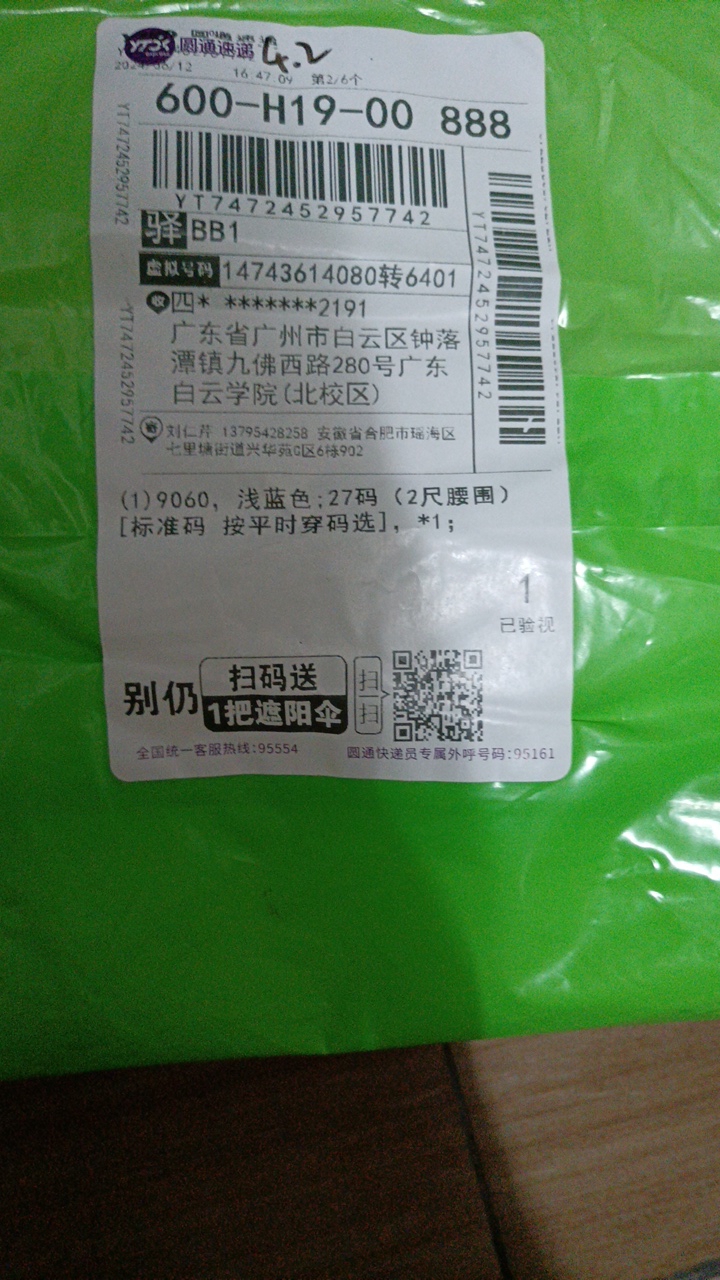 圆通速递
4.2
16:47:09 第2/6个
600-H19-00 888
YT7472452957742
驿 BB1
虚拟号码 14743614080转6401
收 四* *******2191
广东省广州市白云区钟落
潭镇九佛西路280号广东
白云学院(北校区)
寄 刘仁芹 13795428258 安徽省合肥市瑶海区
七里塘街道兴华苑C区6栋902
(1)9060, 浅蓝色;27码 (2尺腰围)
[标准码 按平时穿码选], *1;
1
已验视
别仍
扫码送
1把遮阳伞
扫
扫
全国统一客服热线:95554
圆通快递员专属外呼号码:95161
YT7472452957742
YT7472452957742
YT7472452957742